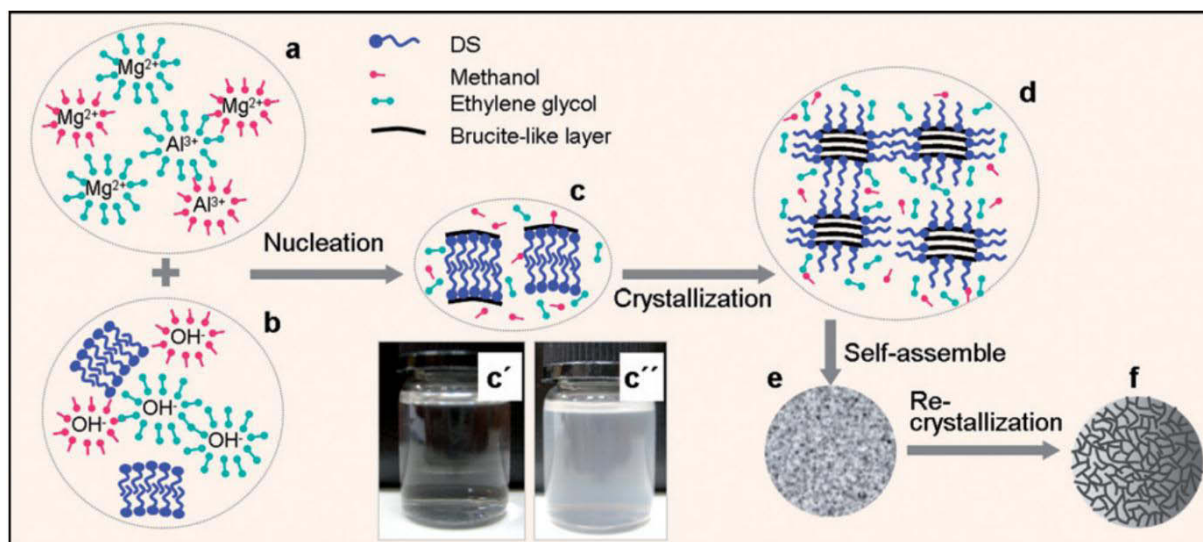 a
Mg²⁺
Mg²⁺
Mg²⁺
Al³⁺
Mg²⁺
Al³⁺
DS
Methanol
Ethylene glycol
Brucite-like layer
d
Nucleation
c
Crystallization
b
OH⁻
OH⁻
OH⁻
OH⁻
c´
c´´
Self-assemble
e
Re-
crystallization
f